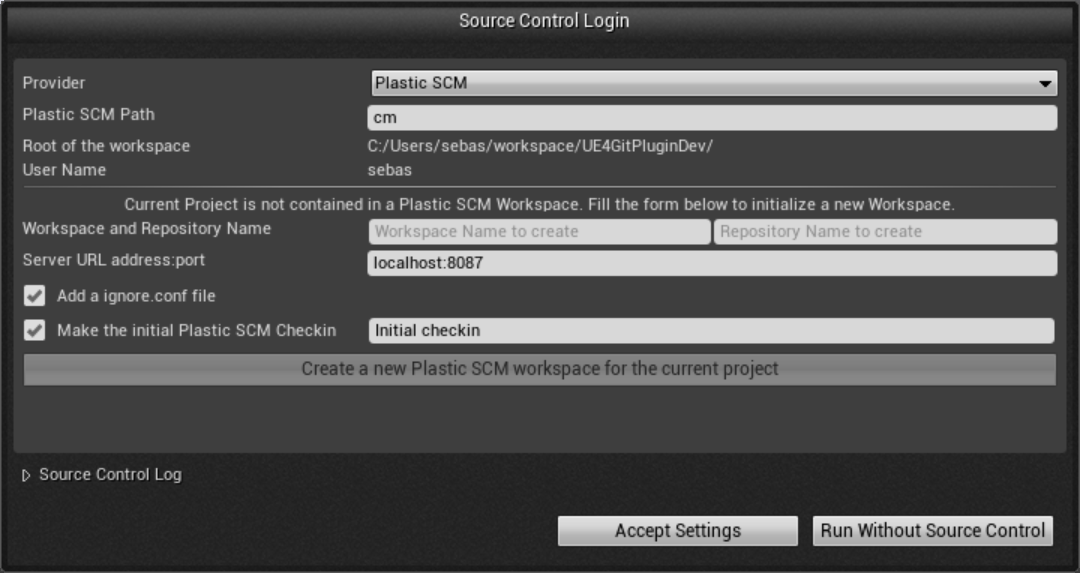 Source Control Login
Provider Plastic SCM
Plastic SCM Path cm
Root of the workspace C:/Users/sebas/workspace/UE4GitPluginDev/
User Name sebas
Current Project is not contained in a Plastic SCM Workspace. Fill the form below to initialize a new Workspace.
Workspace and Repository Name Workspace Name to create Repository Name to create
Server URL address:port localhost:8087
Add a ignore.conf file
Make the initial Plastic SCM Checkin Initial checkin
Create a new Plastic SCM workspace for the current project
Source Control Log
Accept Settings Run Without Source Control